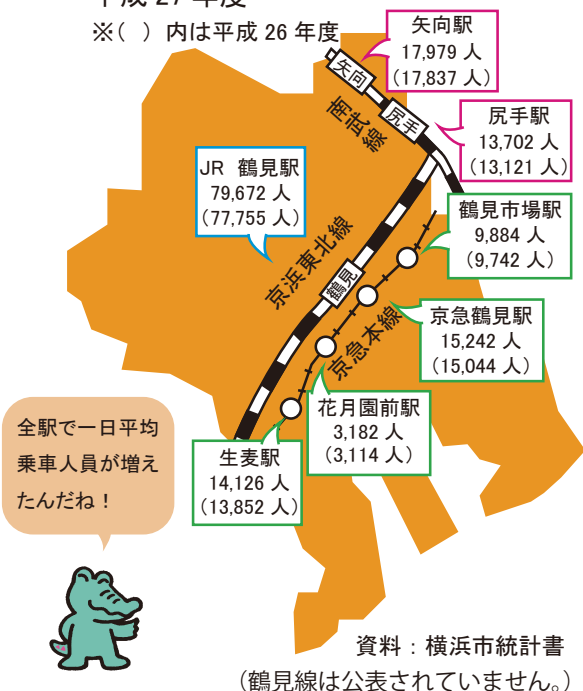 平成 27 年度
※( ) 内は平成 26 年度
矢向駅
17,979 人
(17,837 人)
矢向
尻手
南武線
尻手駅
13,702 人
(13,121 人)
JR 鶴見駅
79,672 人
(77,755 人)
鶴見市場駅
9,884 人
(9,742 人)
京浜東北線
鶴見
京急本線
京急鶴見駅
15,242 人
(15,044 人)
花月園前駅
3,182 人
(3,114 人)
生麦駅
14,126 人
(13,852 人)
全駅で一日平均
乗車人員が増え
たんだね！
資料：横浜市統計書
(鶴見線は公表されていません。)